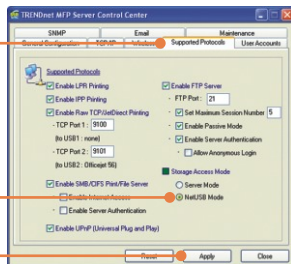 TRENDnet MFP Server Control Center
SNMP Email Maintenance
General Configuration TCP/IP Wireless Supported Protocols User Accounts
Supported Protocols
Enable LPR Printing
Enable IPP Printing
Enable Raw TCP/JetDirect Printing
- TCP Port 1 : 9100
(to USB1 : none)
- TCP Port 2 : 9101
(to USB2 : Officejet 56)
Enable SMB/CIFS Print/File Server
- Enable Internal Access
- Enable Server Authentication
Enable UPnP (Universal Plug and Play)
Enable FTP Server
- FTP Port : 21
- Set Maximum Session Number 5
- Enable Passive Mode
- Enable Server Authentication
- Allow Anonymous Login
Storage Access Mode
Server Mode
NetUSB Mode
Reset Apply Close